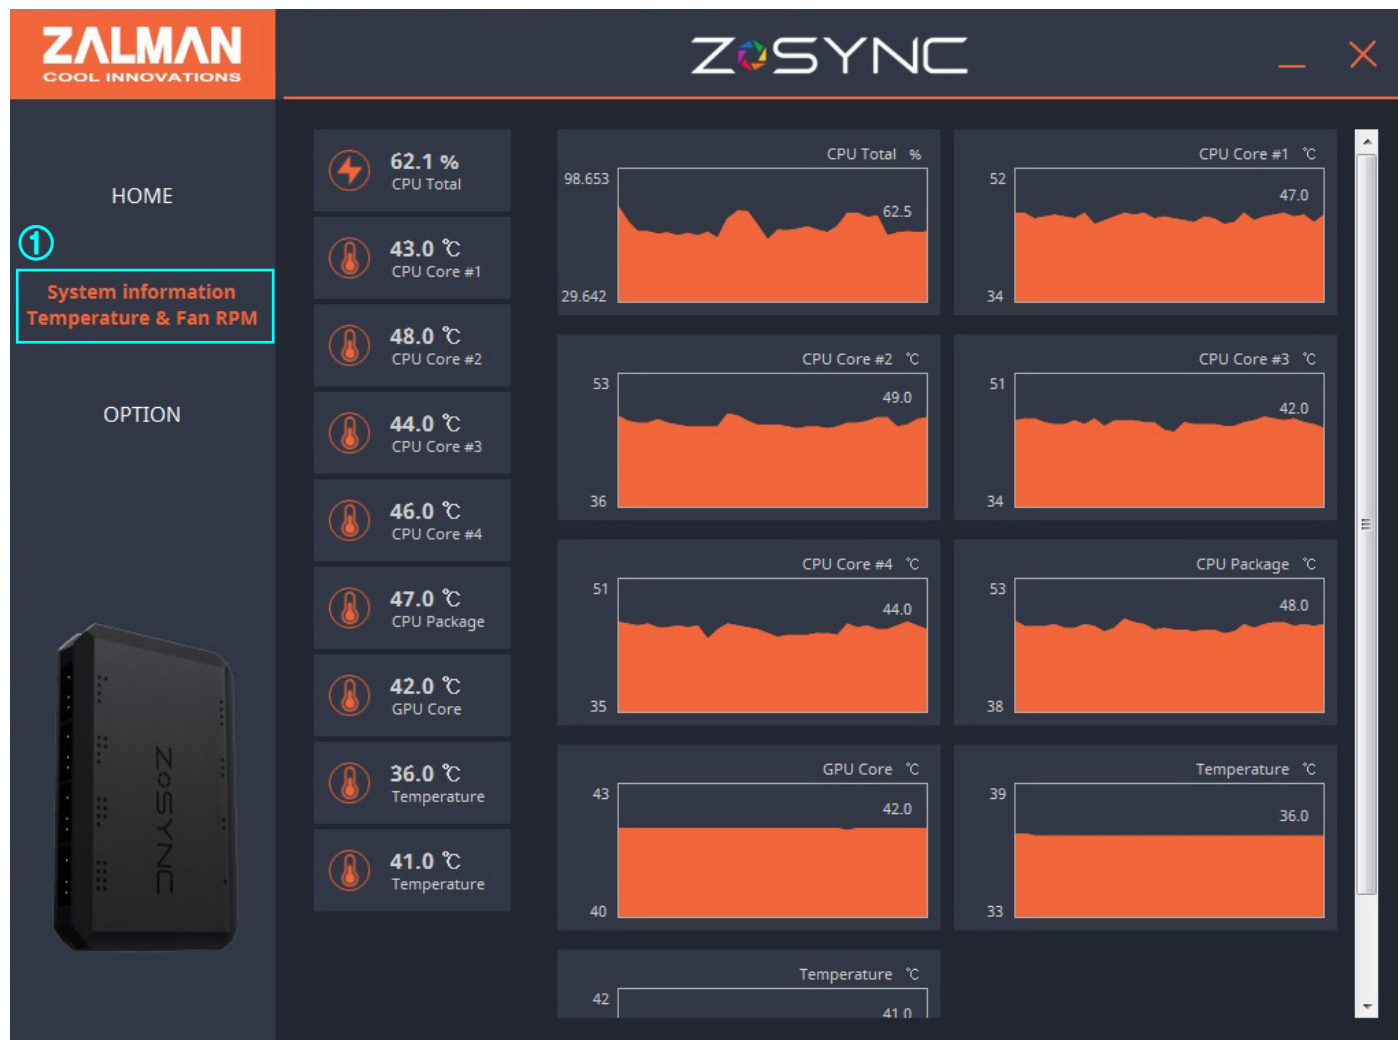 ZALMAN
COOL INNOVATIONS
ZOSYNC
HOME
①
System information
Temperature & Fan RPM
OPTION
ZOSYNC
62.1 %
CPU Total
43.0 ℃
CPU Core #1
48.0 ℃
CPU Core #2
44.0 ℃
CPU Core #3
46.0 ℃
CPU Core #4
47.0 ℃
CPU Package
42.0 ℃
GPU Core
36.0 ℃
Temperature
41.0 ℃
Temperature
CPU Total %
98.653
62.5
29.642
CPU Core #1 ℃
52
47.0
34
CPU Core #2 ℃
53
49.0
36
CPU Core #3 ℃
51
42.0
34
CPU Core #4 ℃
51
44.0
35
CPU Package ℃
53
48.0
38
GPU Core ℃
43
42.0
40
Temperature ℃
39
36.0
33
Temperature ℃
42
41.0